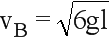 v_B = √6gl